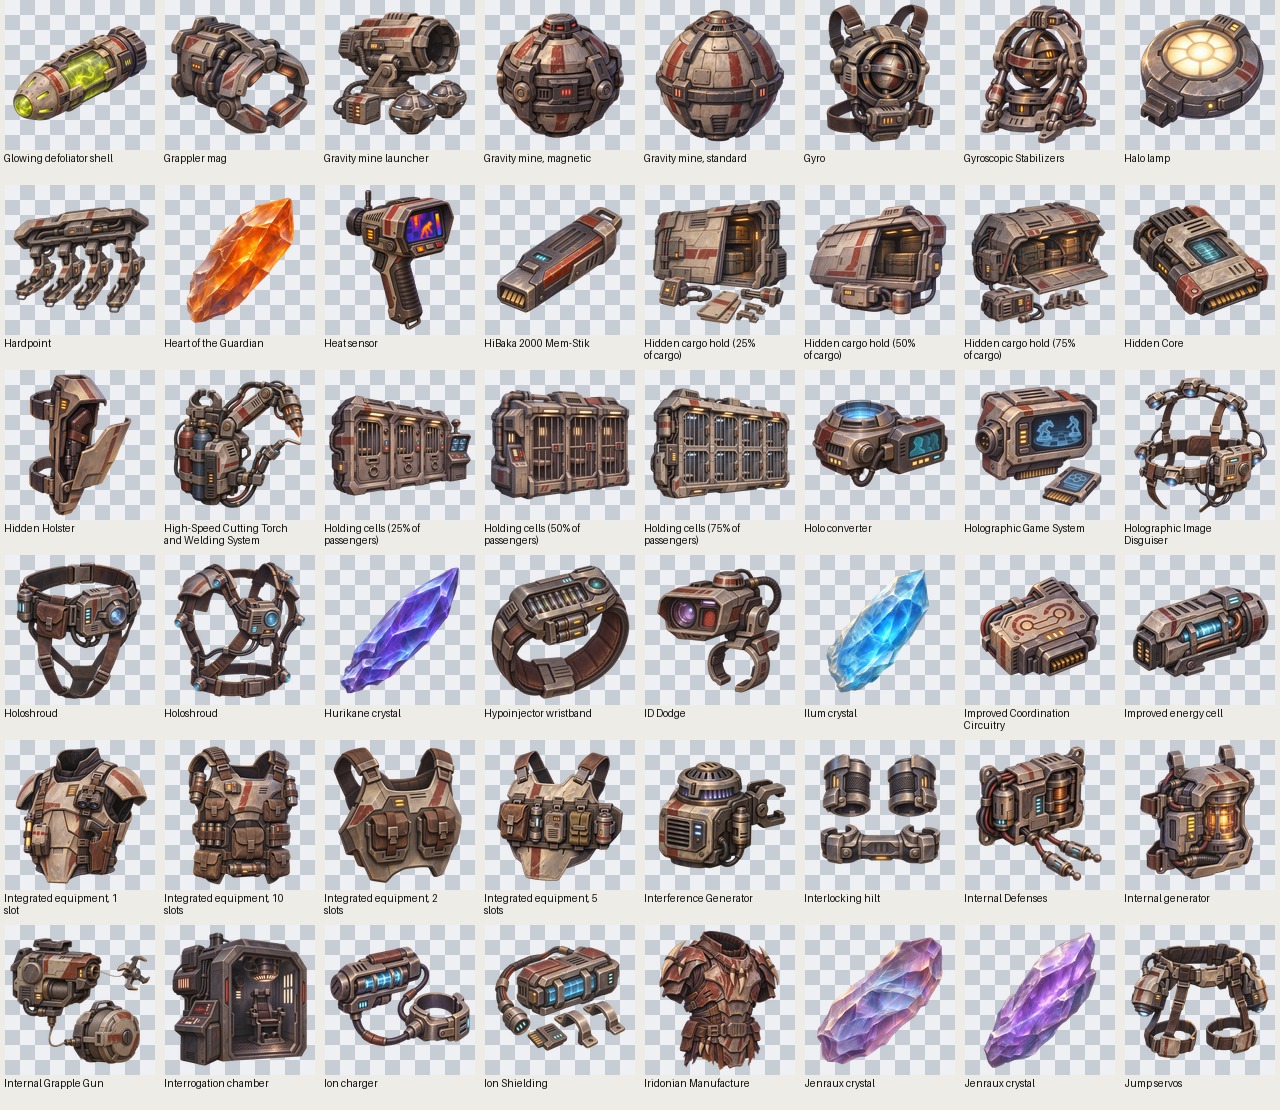 Glowing defoliator shell
Grappler mag
Gravity mine launcher
Gravity mine, magnetic
Gravity mine, standard
Gyro
Gyroscopic Stabilizers
Halo lamp
Hardpoint
Heart of the Guardian
Heat sensor
HiBaka 2000 Mem-Stik
Hidden cargo hold (25%
of cargo)
Hidden cargo hold (50%
of cargo)
Hidden cargo hold (75%
of cargo)
Hidden Core
Hidden Holster
High-Speed Cutting Torch
and Welding System
Holding cells (25% of
passengers)
Holding cells (50% of
passengers)
Holding cells (75% of
passengers)
Holo converter
Holographic Game System
Holographic Image
Disguiser
Holoshroud
Holoshroud
Hurikane crystal
Hypoinjector wristband
ID Dodge
Ilum crystal
Improved Coordination
Circuitry
Improved energy cell
Integrated equipment, 1
slot
Integrated equipment, 10
slots
Integrated equipment, 2
slots
Integrated equipment, 5
slots
Interference Generator
Interlocking hilt
Internal Defenses
Internal generator
Internal Grapple Gun
Interrogation chamber
Ion charger
Ion Shielding
Iridonian Manufacture
Jenraux crystal
Jenraux crystal
Jump servos